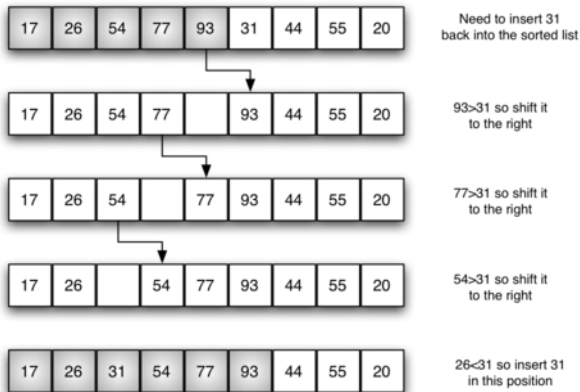 17 26 54 77 93 31 44 55 20
Need to insert 31
back into the sorted list
17 26 54 77 93 44 55 20
93>31 so shift it
to the right
17 26 54 77 93 44 55 20
77>31 so shift it
to the right
17 26 54 77 93 44 55 20
54>31 so shift it
to the right
17 26 31 54 77 93 44 55 20
26<31 so insert 31
in this position